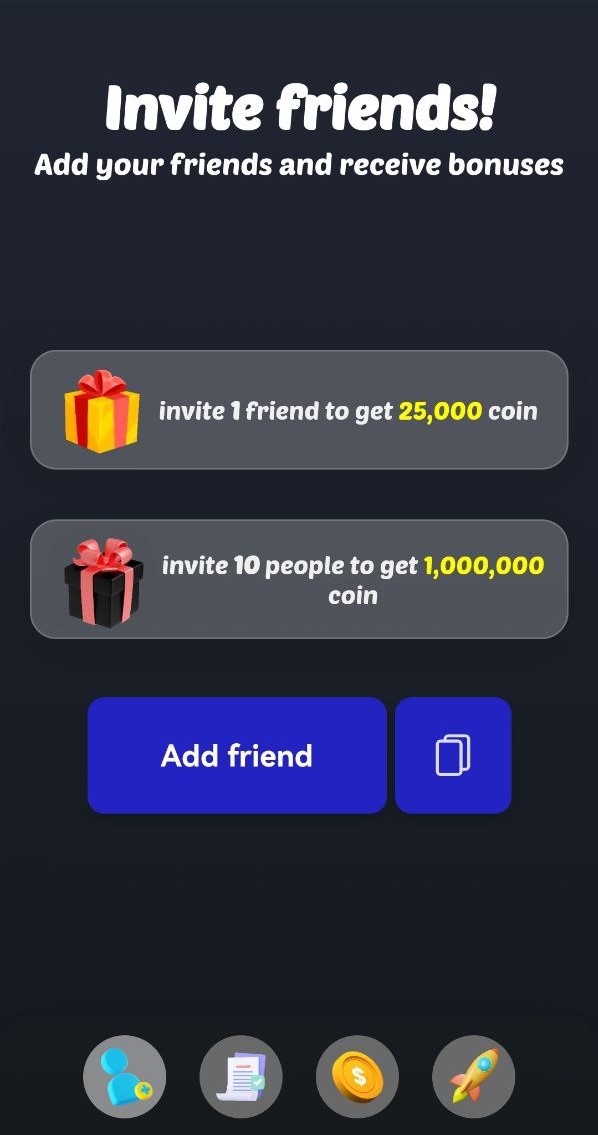 Invite friends!
Add your friends and receive bonuses
invite 1 friend to get 25,000 coin
invite 10 people to get 1,000,000
coin
Add friend
$